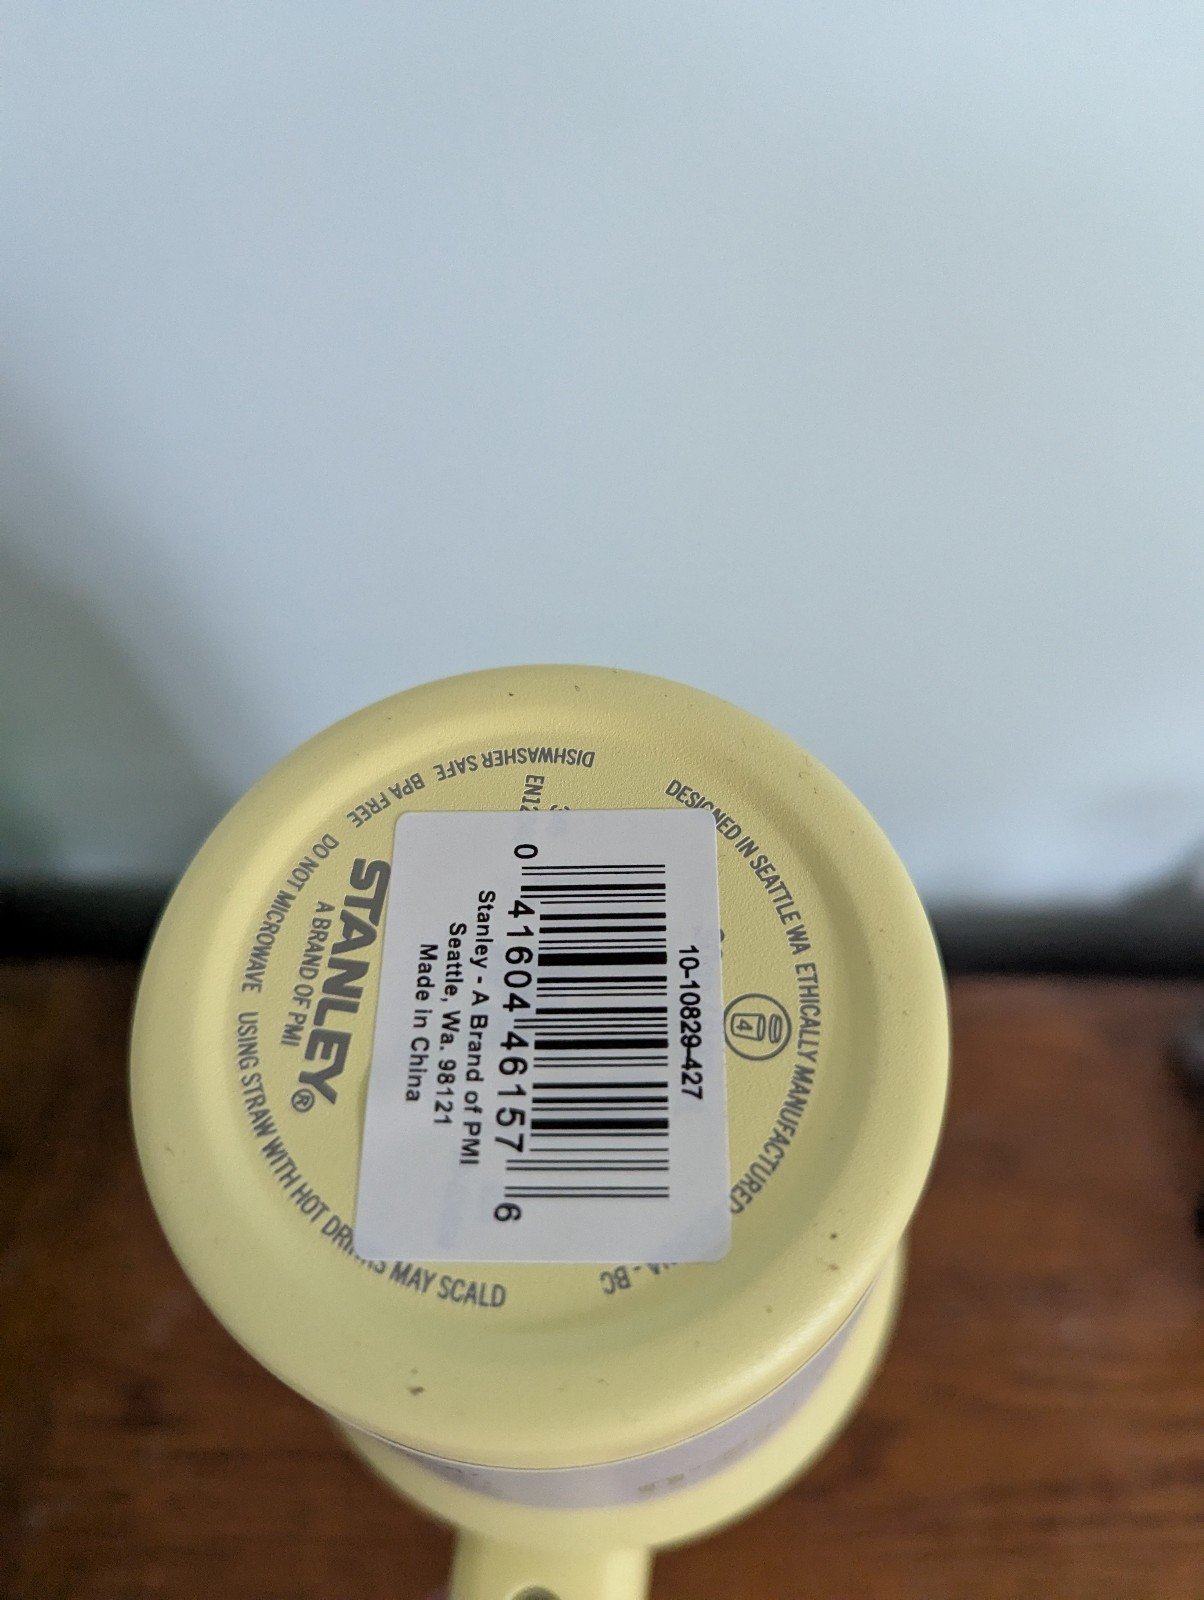 10-10829-427
0 41604 46157 6
Stanley - A Brand of PMI
Seattle, Wa. 98121
Made in China
STANLEY®
A BRAND OF PMI
DISHWASHER SAFE BPA FREE DO NOT MICROWAVE USING STRAW WITH HOT DRINKS MAY SCALD
DESIGNED IN SEATTLE WA ETHICALLY MANUFACTURED
4
EN12
BC